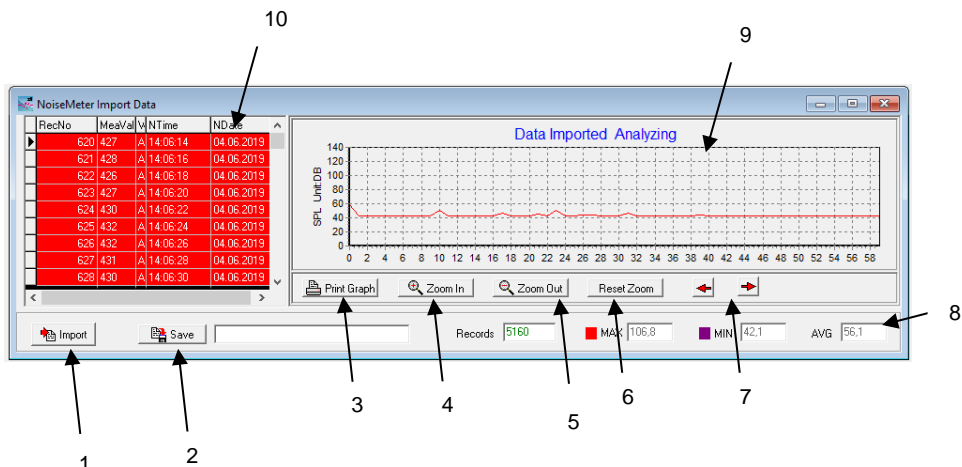 10
9
NoiseMeter Import Data
RecNo MeaVal V NTime NDate
620 427 A 14:06:14 04.06.2019
621 428 A 14:06:16 04.06.2019
622 426 A 14:06:18 04.06.2019
623 427 A 14:06:20 04.06.2019
624 430 A 14:06:22 04.06.2019
625 432 A 14:06:24 04.06.2019
626 432 A 14:06:26 04.06.2019
627 431 A 14:06:28 04.06.2019
628 430 A 14:06:30 04.06.2019
Data Imported Analyzing
SPL Unit:DB
140
120
100
80
60
40
20
0
0 2 4 6 8 10 12 14 16 18 20 22 24 26 28 30 32 34 36 38 40 42 44 46 48 50 52 54 56 58
Print Graph Zoom In Zoom Out Reset Zoom
Import Save Records 5160 MAX 106,8 MIN 42,1 AVG 56,1
8
3 4 5 6 7
1 2